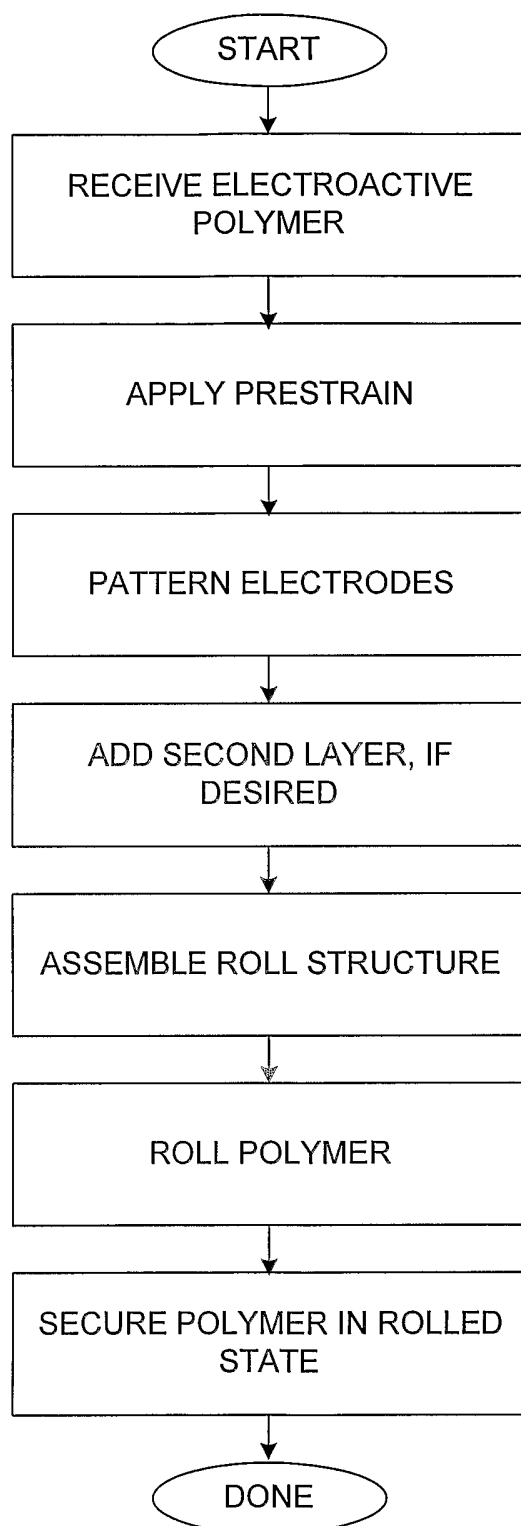 START
RECEIVE ELECTROACTIVE
POLYMER
APPLY PRESTRAIN
PATTERN ELECTRODES
ADD SECOND LAYER, IF
DESIRED
ASSEMBLE ROLL STRUCTURE
ROLL POLYMER
SECURE POLYMER IN ROLLED
STATE
DONE